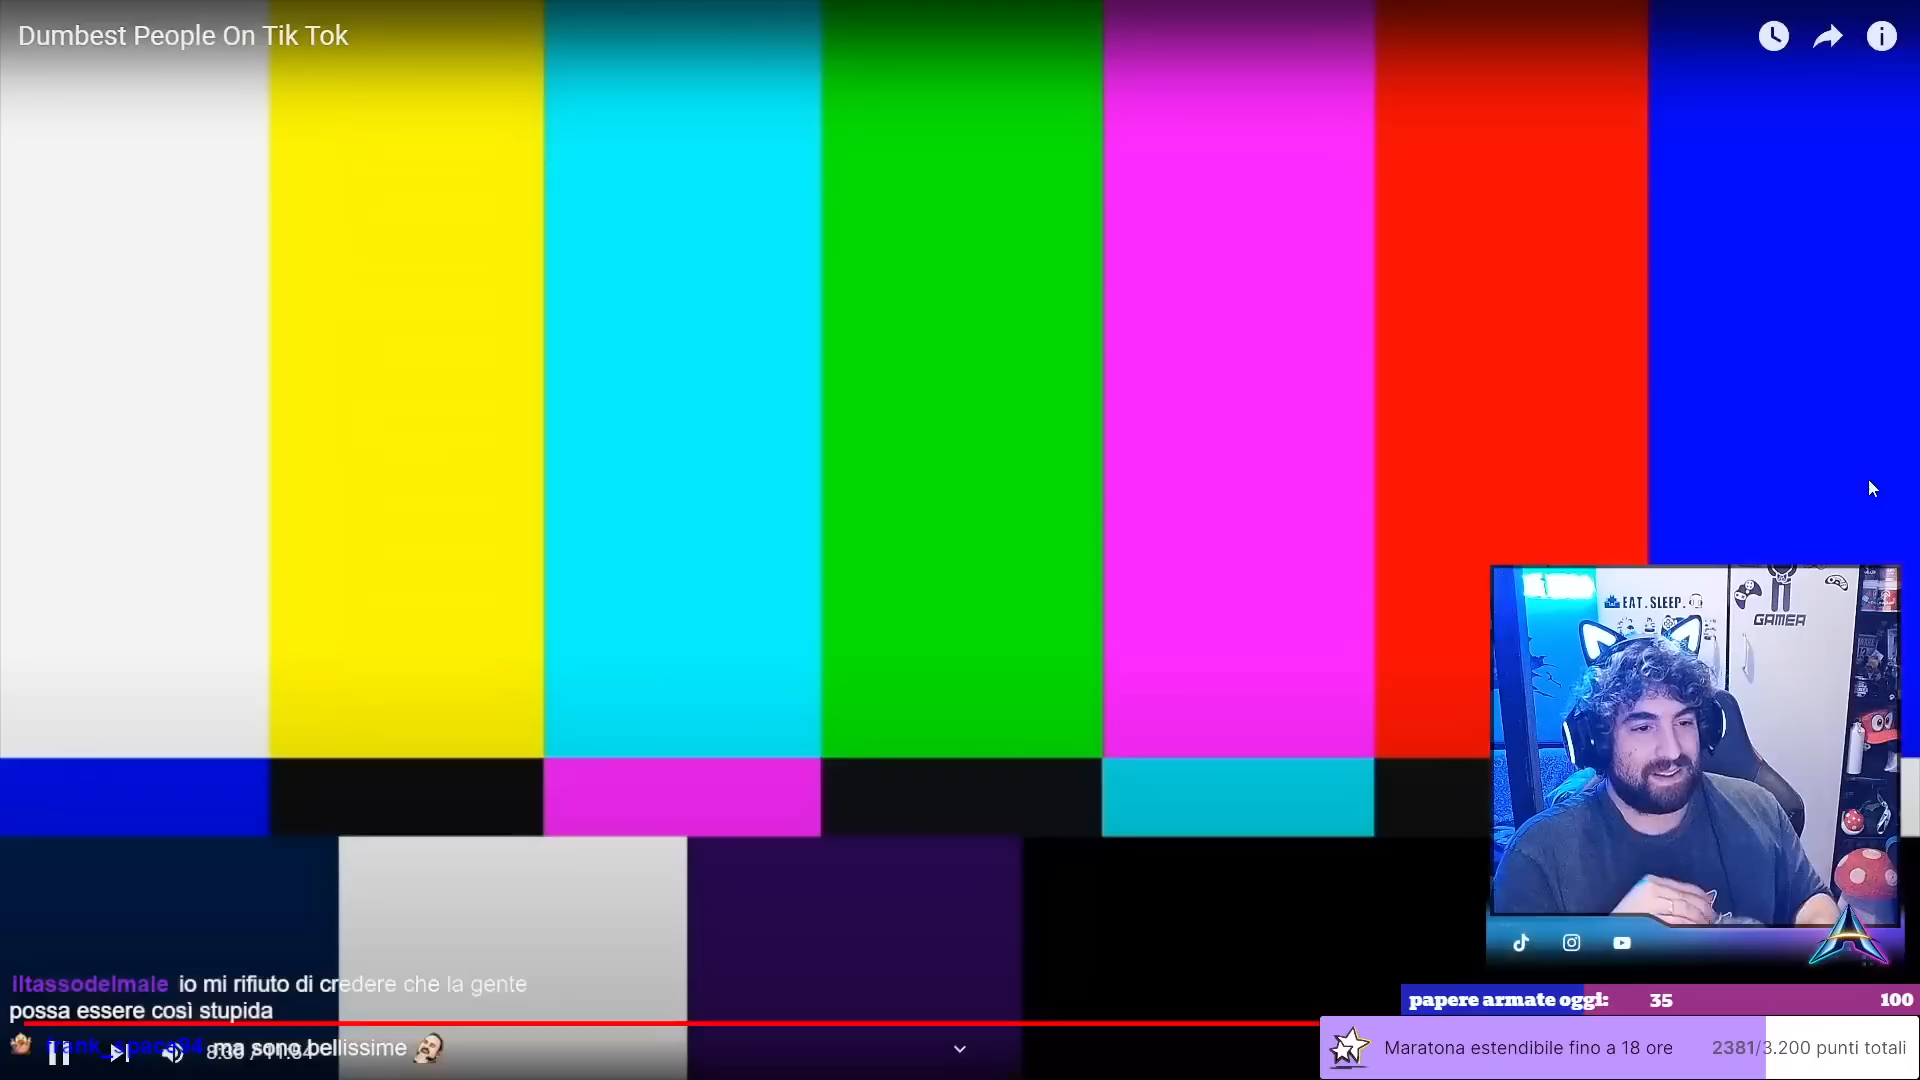 Dumbest People On Tik Tok
EAT.SLEEP.
GAMER
iltassodelmale io mi rifiuto di credere che la gente
possa essere così stupida
frank_space94 ma sono bellissime
papere armate oggi: 35 100
Maratona estendibile fino a 18 ore 2381/3.200 punti totali